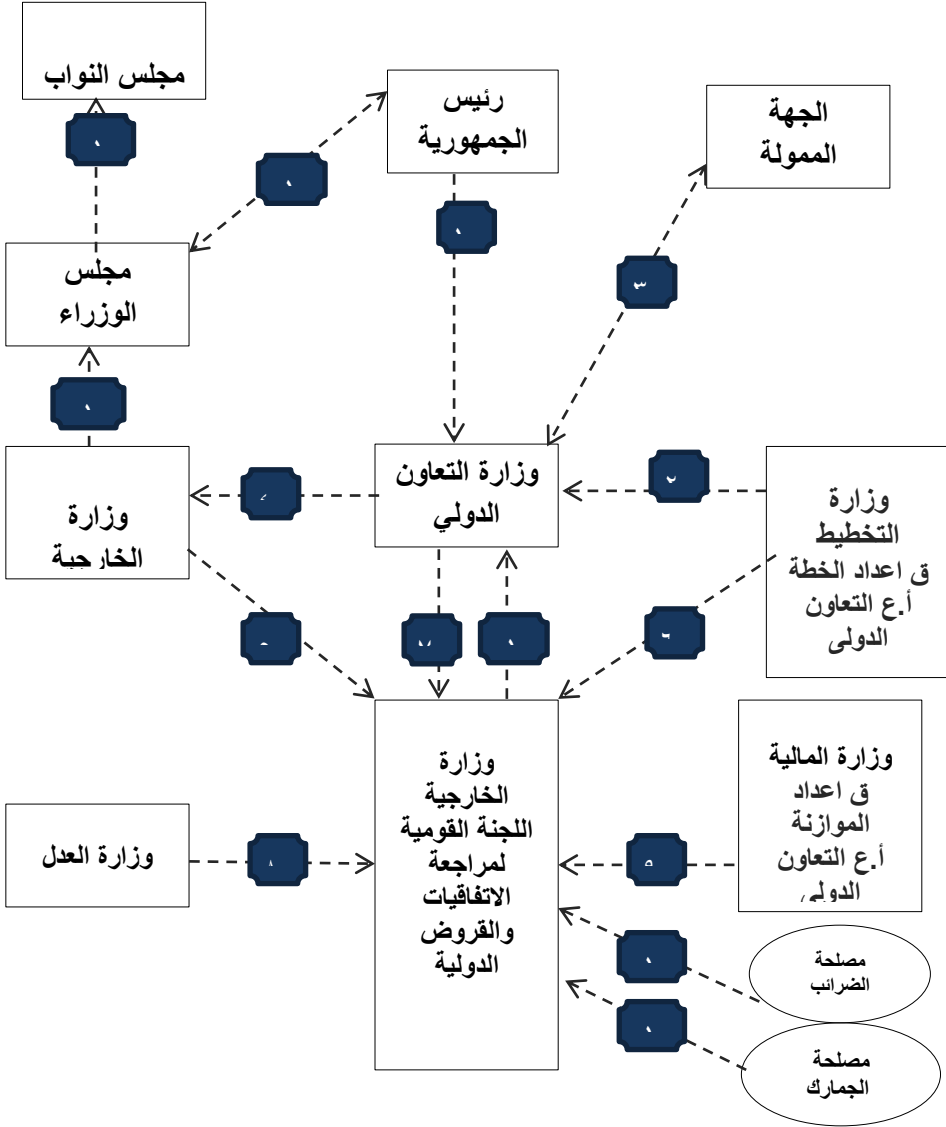 مجلس النواب
رئيس
الجمهورية
الجهة
الممولة
مجلس
الوزراء
٣
وزارة
الخارجية
وزارة التعاون
الدولي
وزارة
التخطيط
ق اعداد الخطة
أ.ع التعاون
الدولى
وزارة العدل
وزارة
الخارجية
اللجنة القومية
لمراجعة
الاتفاقيات
والقروض
الدولية
وزارة المالية
ق اعداد
الموازنة
أ.ع التعاون
الدولي
مصلحة
الضرائب
مصلحة
الجمارك